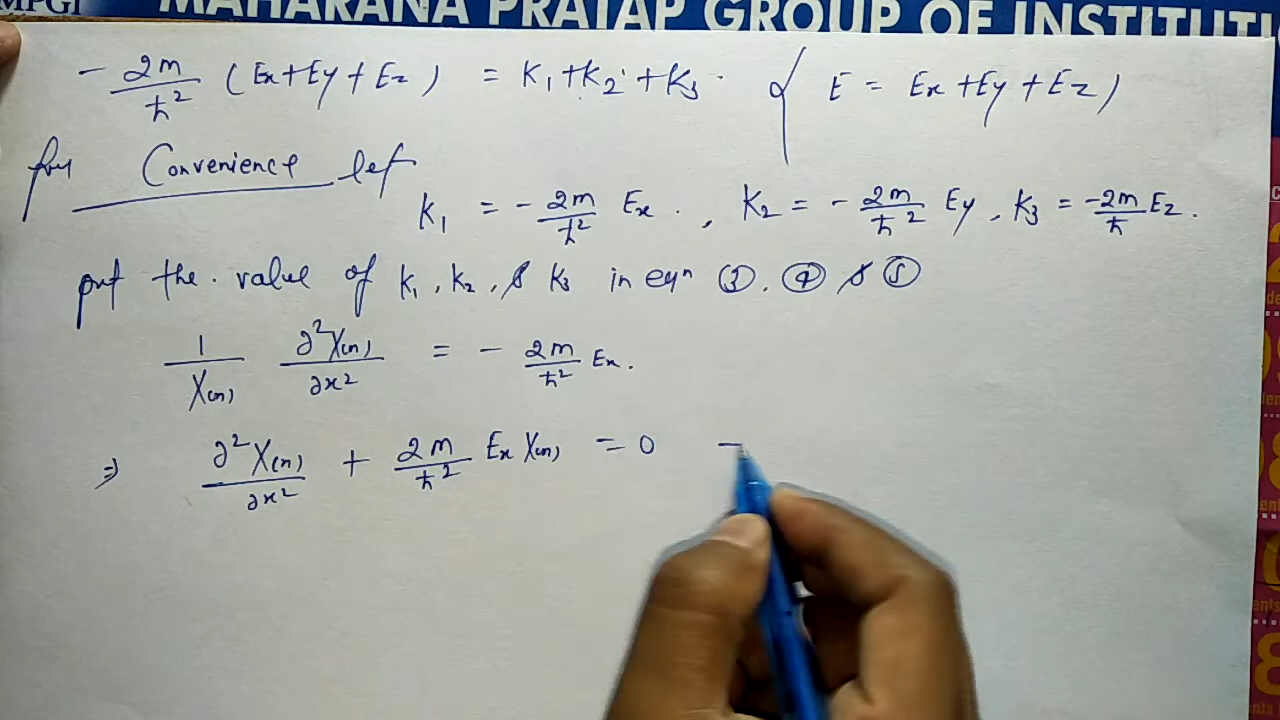 MPGI MAHARANA PRATAP GROUP OF INSTITUTI
- 2m/ħ² (Ex+Ey+Ez) = K₁+K₂+K₃. { E = Ex+Ey+Ez)
for Convenience let
K₁ = - 2m/ħ² Ex. , K₂ = - 2m/ħ² Ey, K₃ = -2m/ħ Ez.
put the value of K₁, K₂, & K₃ in eqⁿ ③, ④ & ⑤
1/X(x) ∂²X(x)/∂x² = - 2m/ħ² Ex.
⇒ ∂²X(x)/∂x² + 2m/ħ² Ex X(x) = 0 —